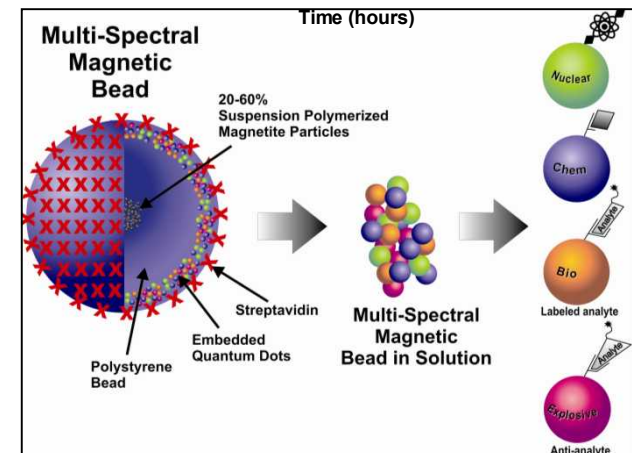 Time (hours)
Multi-Spectral
Magnetic
Bead
20-60%
Suspension Polymerized
Magnetite Particles
X X X X
X X X X
X X X X
X X X X
X X X X
X X X X
Streptavidin
Embedded
Quantum Dots
Polystyrene
Bead
Multi-Spectral
Magnetic
Bead in Solution
Nuclear
Chem
Analyte
Bio
Labeled analyte
Analyte
Explosive
Anti-analyte